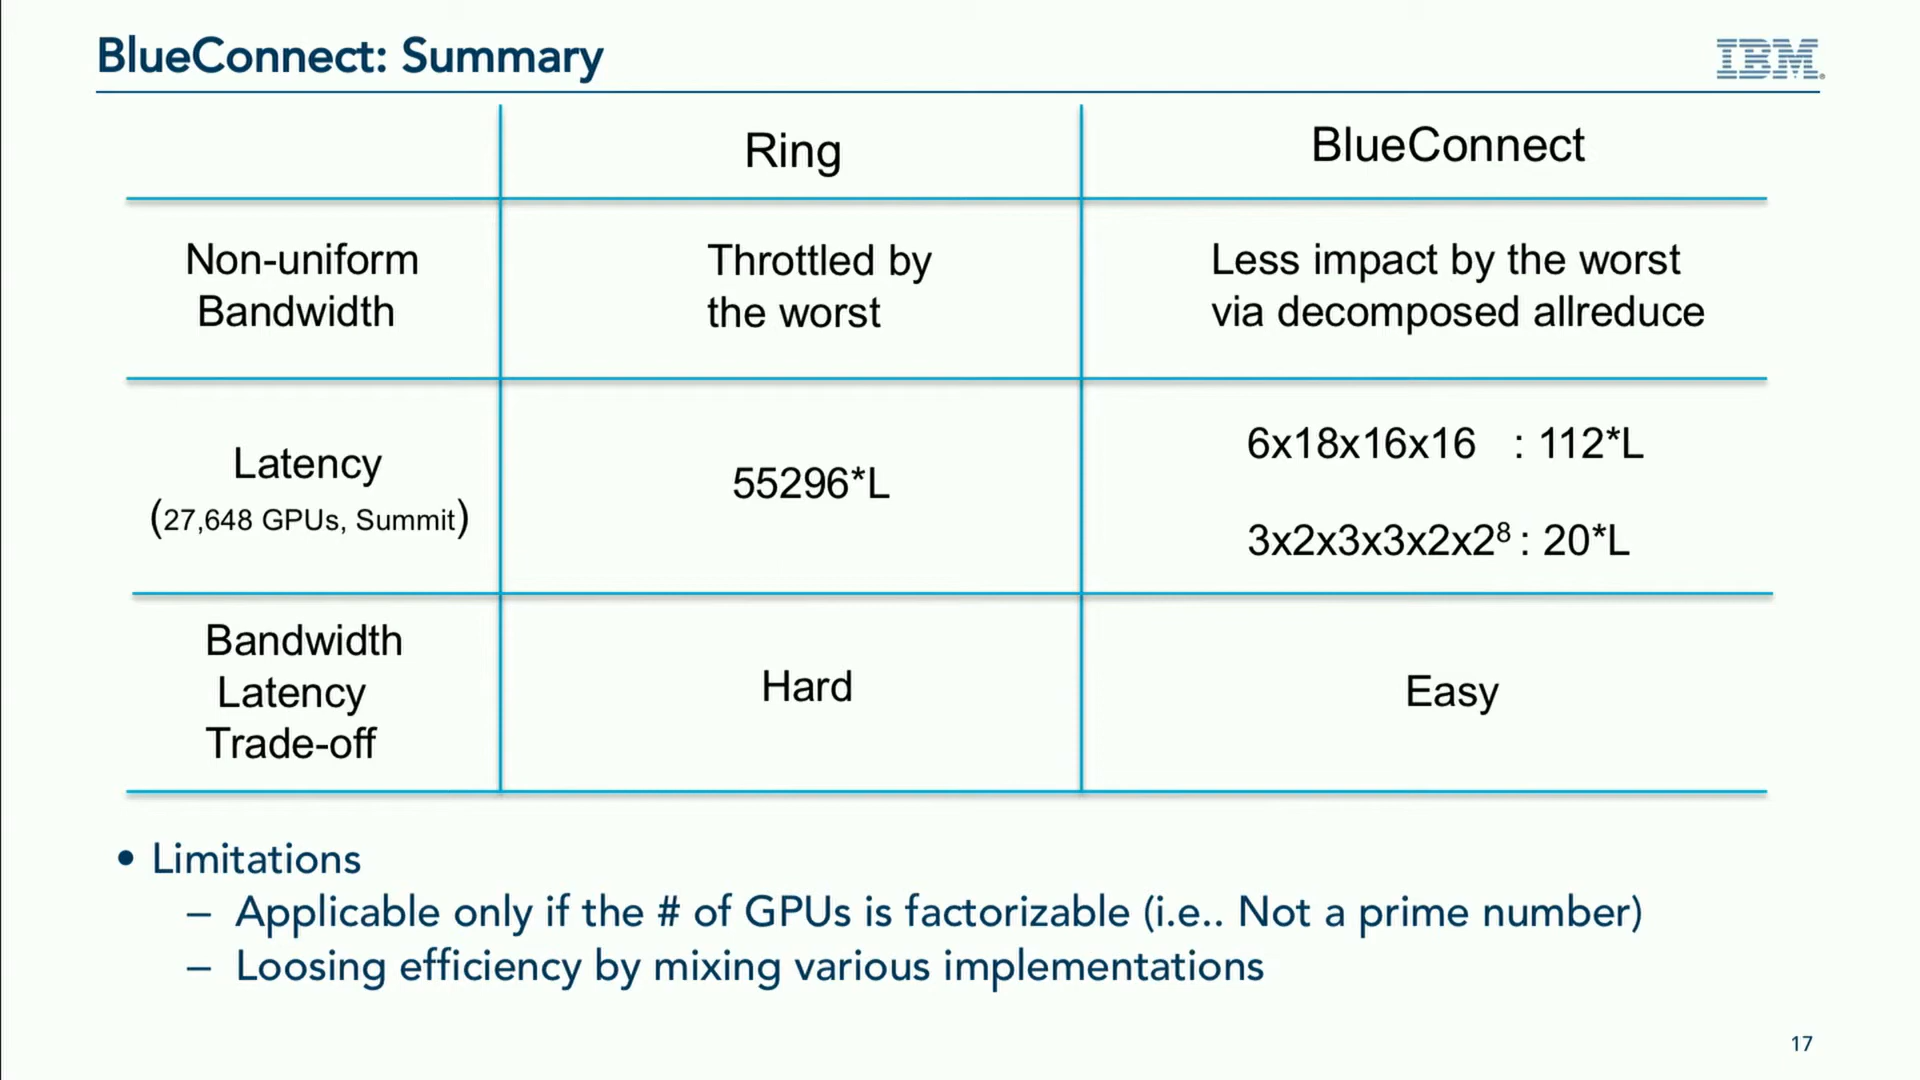 BlueConnect: Summary
IBM®
Ring
BlueConnect
Non-uniform
Bandwidth
Throttled by
the worst
Less impact by the worst
via decomposed allreduce
Latency
(27,648 GPUs, Summit)
55296*L
6x18x16x16 : 112*L
3x2x3x3x2x2⁸ : 20*L
Bandwidth
Latency
Trade-off
Hard
Easy
• Limitations
– Applicable only if the # of GPUs is factorizable (i.e.. Not a prime number)
– Loosing efficiency by mixing various implementations
17